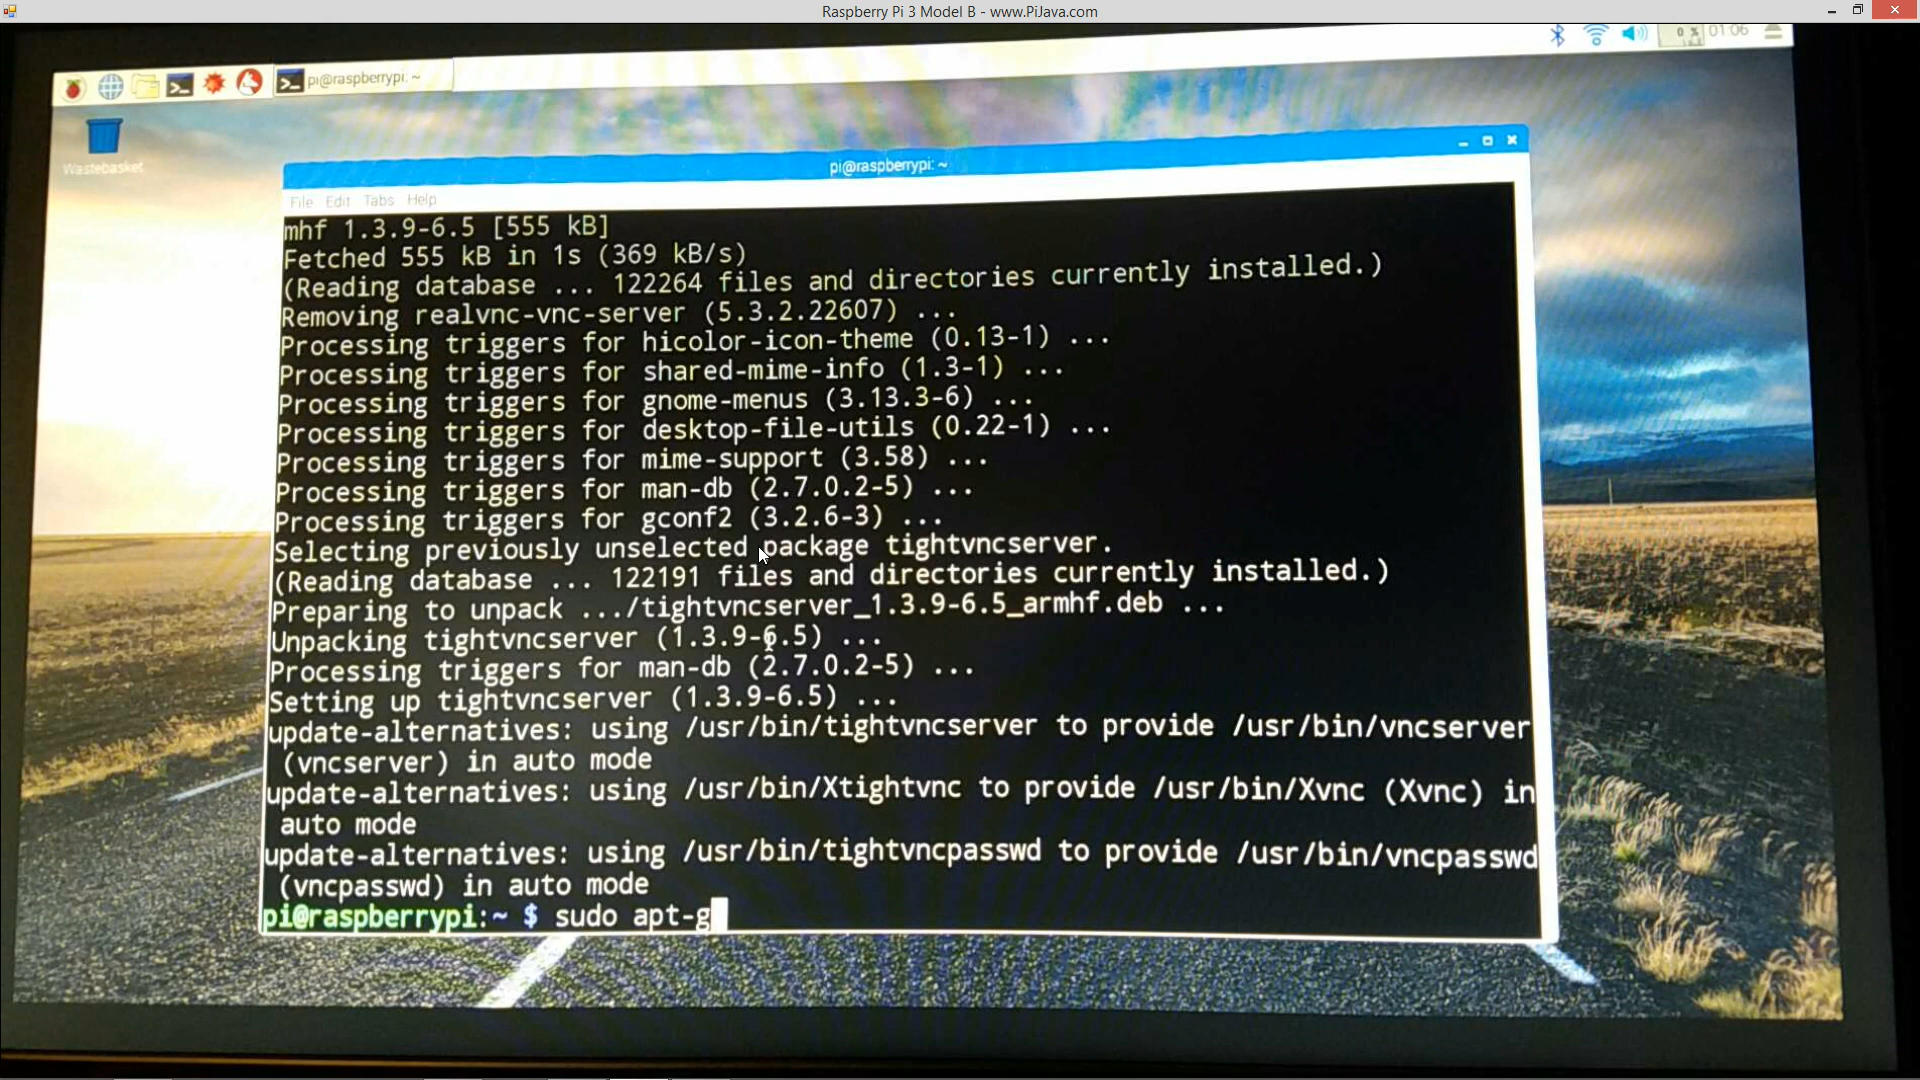 Raspberry Pi 3 Model B - www.PiJava.com
0 % 01:06
pi@raspberrypi: ~
Wastebasket
pi@raspberrypi: ~
File Edit Tabs Help
mhf 1.3.9-6.5 [555 kB]
Fetched 555 kB in 1s (369 kB/s)
(Reading database ... 122264 files and directories currently installed.)
Removing realvnc-vnc-server (5.3.2.22607) ...
Processing triggers for hicolor-icon-theme (0.13-1) ...
Processing triggers for shared-mime-info (1.3-1) ...
Processing triggers for gnome-menus (3.13.3-6) ...
Processing triggers for desktop-file-utils (0.22-1) ...
Processing triggers for mime-support (3.58) ...
Processing triggers for man-db (2.7.0.2-5) ...
Processing triggers for gconf2 (3.2.6-3) ...
Selecting previously unselected package tightvncserver.
(Reading database ... 122191 files and directories currently installed.)
Preparing to unpack .../tightvncserver_1.3.9-6.5_armhf.deb ...
Unpacking tightvncserver (1.3.9-6.5) ...
Processing triggers for man-db (2.7.0.2-5) ...
Setting up tightvncserver (1.3.9-6.5) ...
update-alternatives: using /usr/bin/tightvncserver to provide /usr/bin/vncserver
(vncserver) in auto mode
update-alternatives: using /usr/bin/Xtightvnc to provide /usr/bin/Xvnc (Xvnc) in
auto mode
update-alternatives: using /usr/bin/tightvncpasswd to provide /usr/bin/vncpasswd
(vncpasswd) in auto mode
pi@raspberrypi:~ $ sudo apt-g